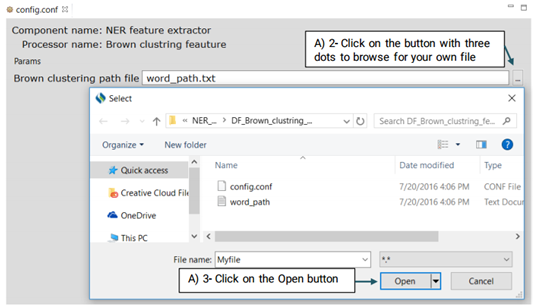 config.conf
Component name: NER feature extractor
Processor name: Brown clustring feauture
Params
A) 2- Click on the button with three
dots to browse for your own file
Brown clustering path file word_path.txt ...
Select
« NER_... › DF_Brown_clustring_... Search DF_Brown_clustring_fe...
Organize New folder
Quick access
Creative Cloud File
OneDrive
This PC
Name Date modified Type
config.conf 7/20/2016 4:06 PM CONF File
word_path 7/20/2016 4:06 PM Text Docu
File name: Myfile *.*
A) 3- Click on the Open button
Open Cancel